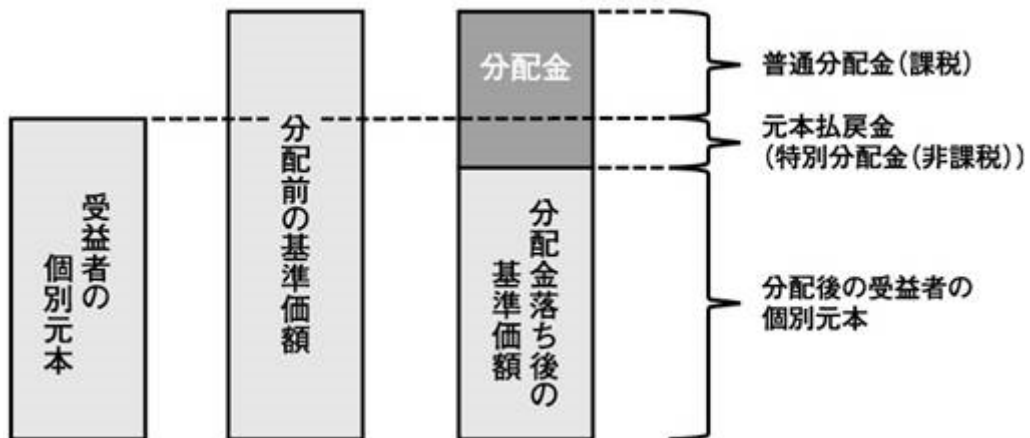 受益者の
個別元本
分配前の基準価額
分配金
分配金落ち後の
基準価額
普通分配金(課税)
元本払戻金
(特別分配金(非課税))
分配後の受益者の
個別元本